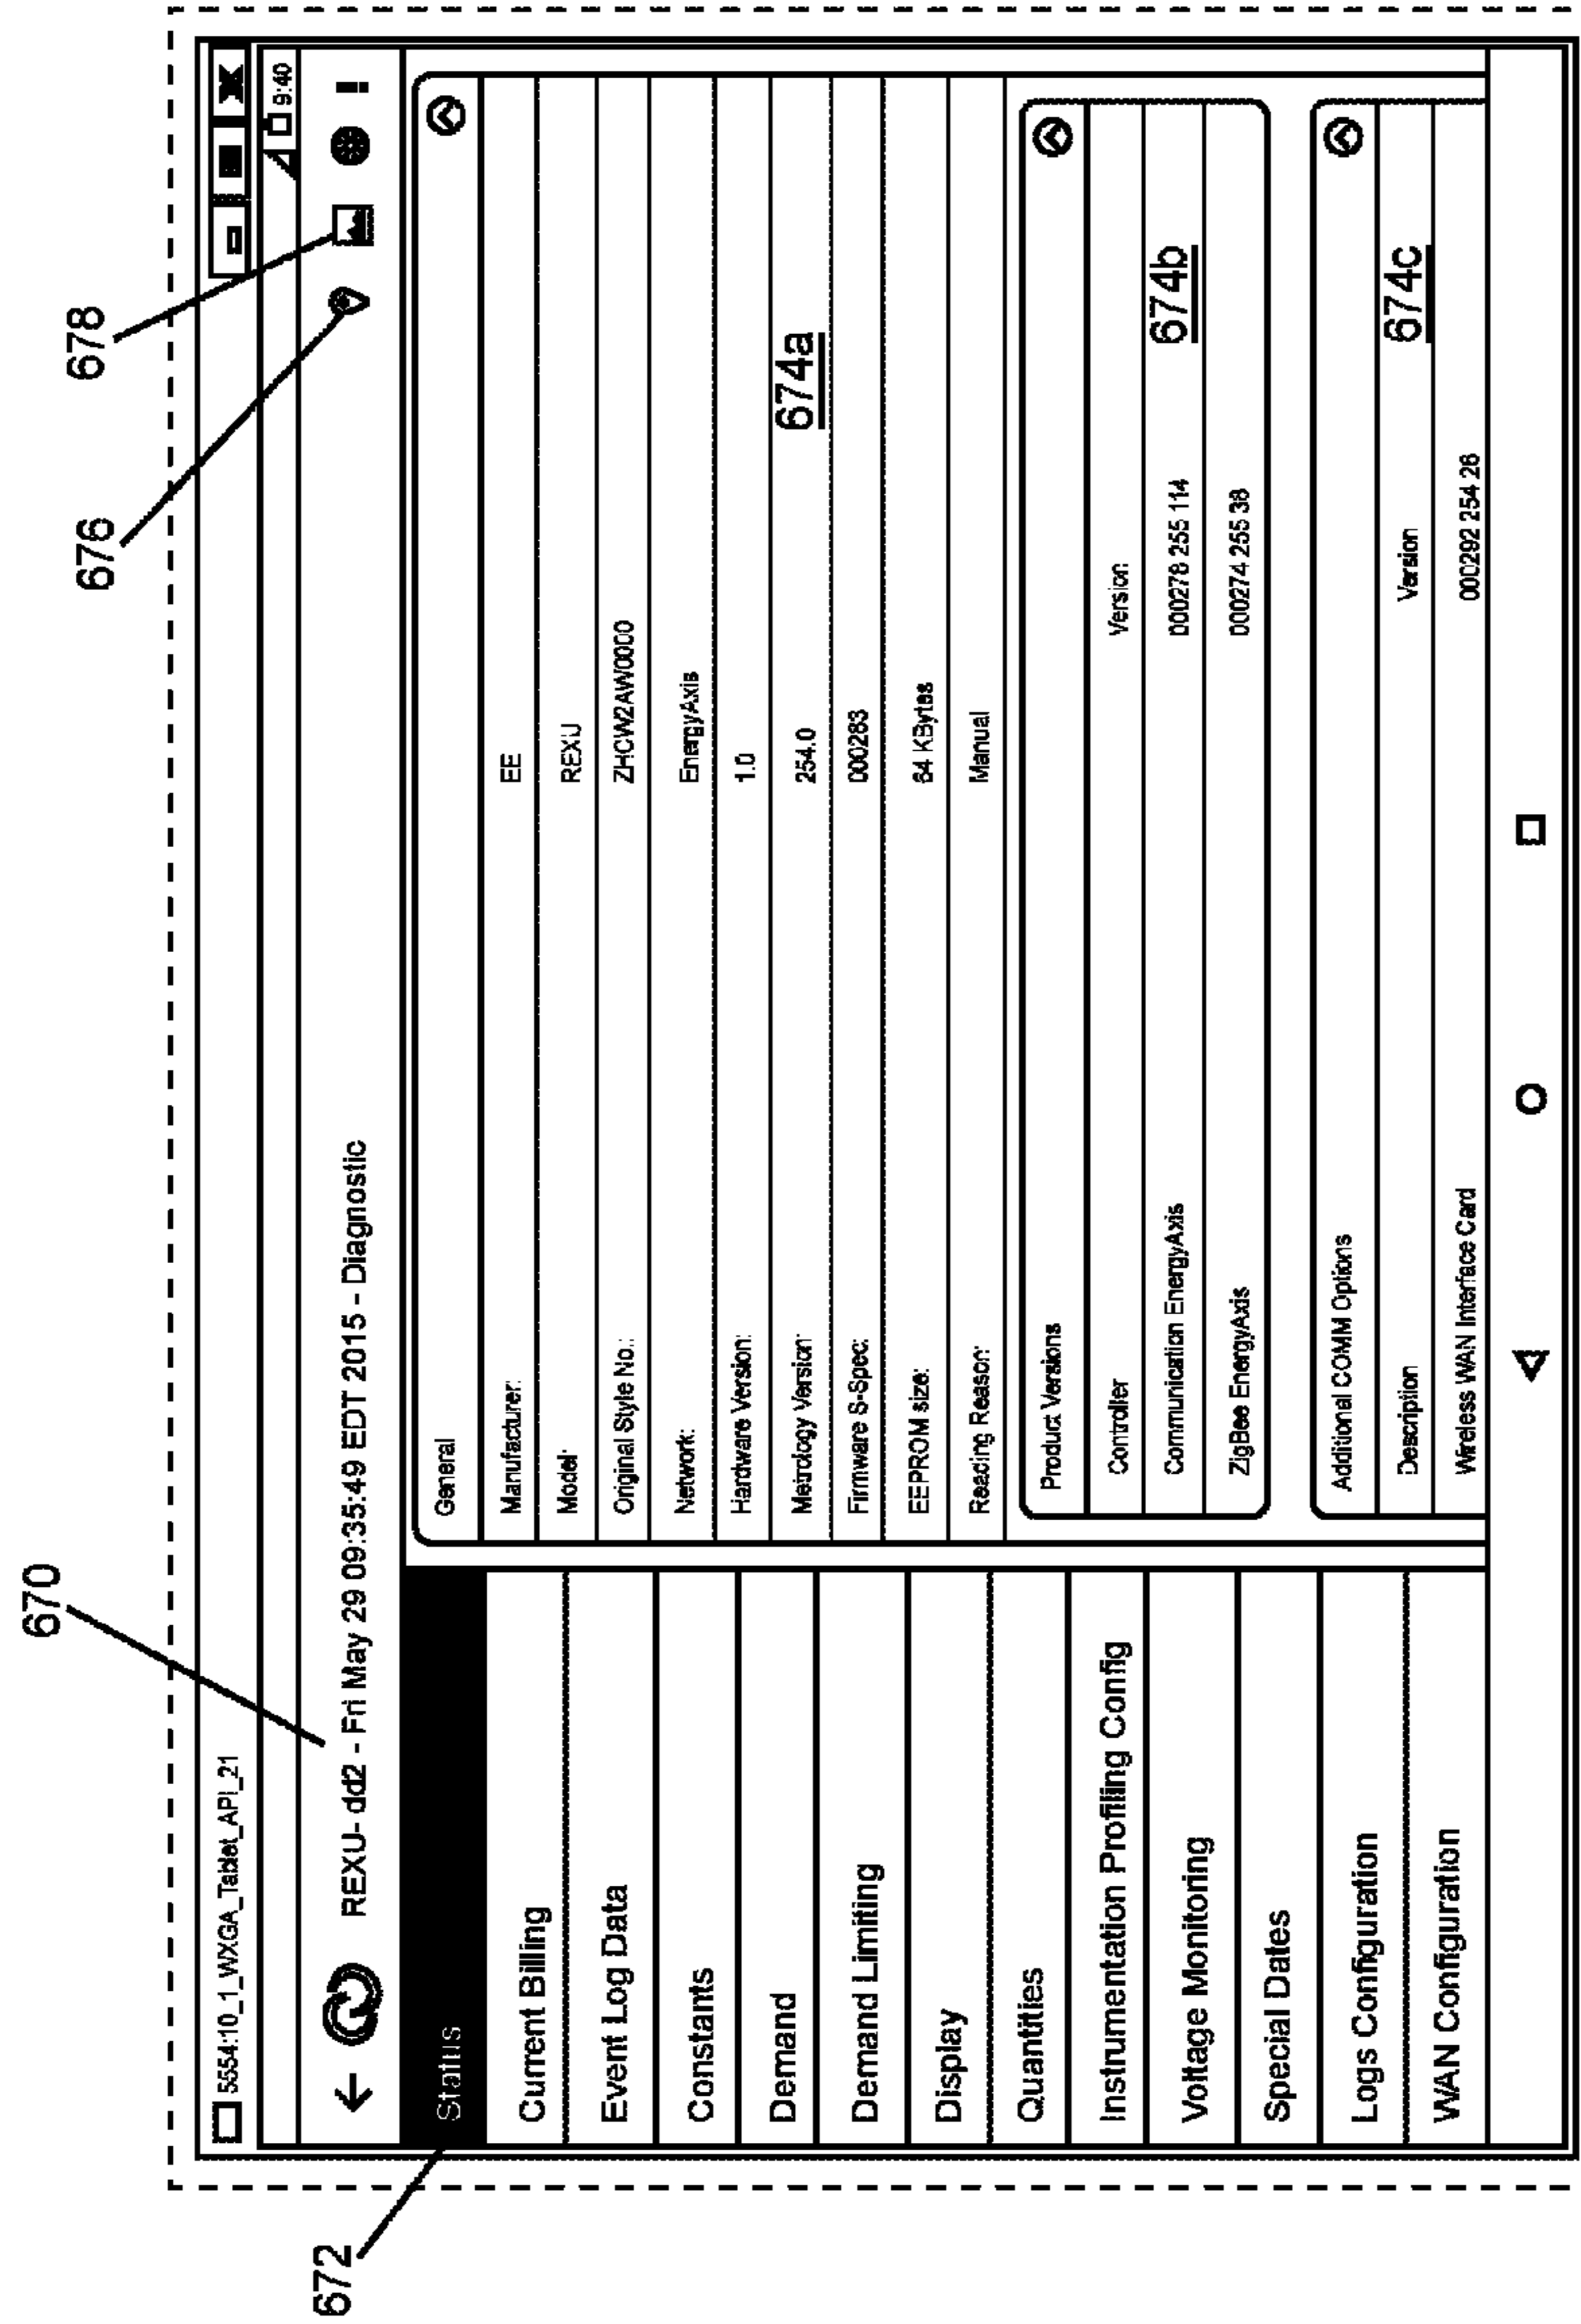 670
676
678
5554:10_1_WXGA_Tablet_API_21
9:40
REXU- dd2 - Fri May 29 09:35:49 EDT 2015 - Diagnostic
672
Status
Current Billing
Event Log Data
Constants
Demand
Demand Limiting
Display
Quantities
Instrumentation Profiling Config
Voltage Monitoring
Special Dates
Logs Configuration
WAN Configuration
General
Manufacturer: EE
Model: REXU
Original Style No.: ZHCW2AW0000
Network: EnergyAxis
Hardware Version: 1.0
Metrology Version: 254.0
674a
Firmware S-Spec: 000283
EEPROM size: 64 KBytes
Reading Reason: Manual
Product Versions
Controller Version
Communication EnergyAxis 000278 255 114
674b
ZigBee EnergyAxis 000274 255 38
Additional COMM Options
Description Version
674c
Wireless WAN Interface Card 000292 254 26